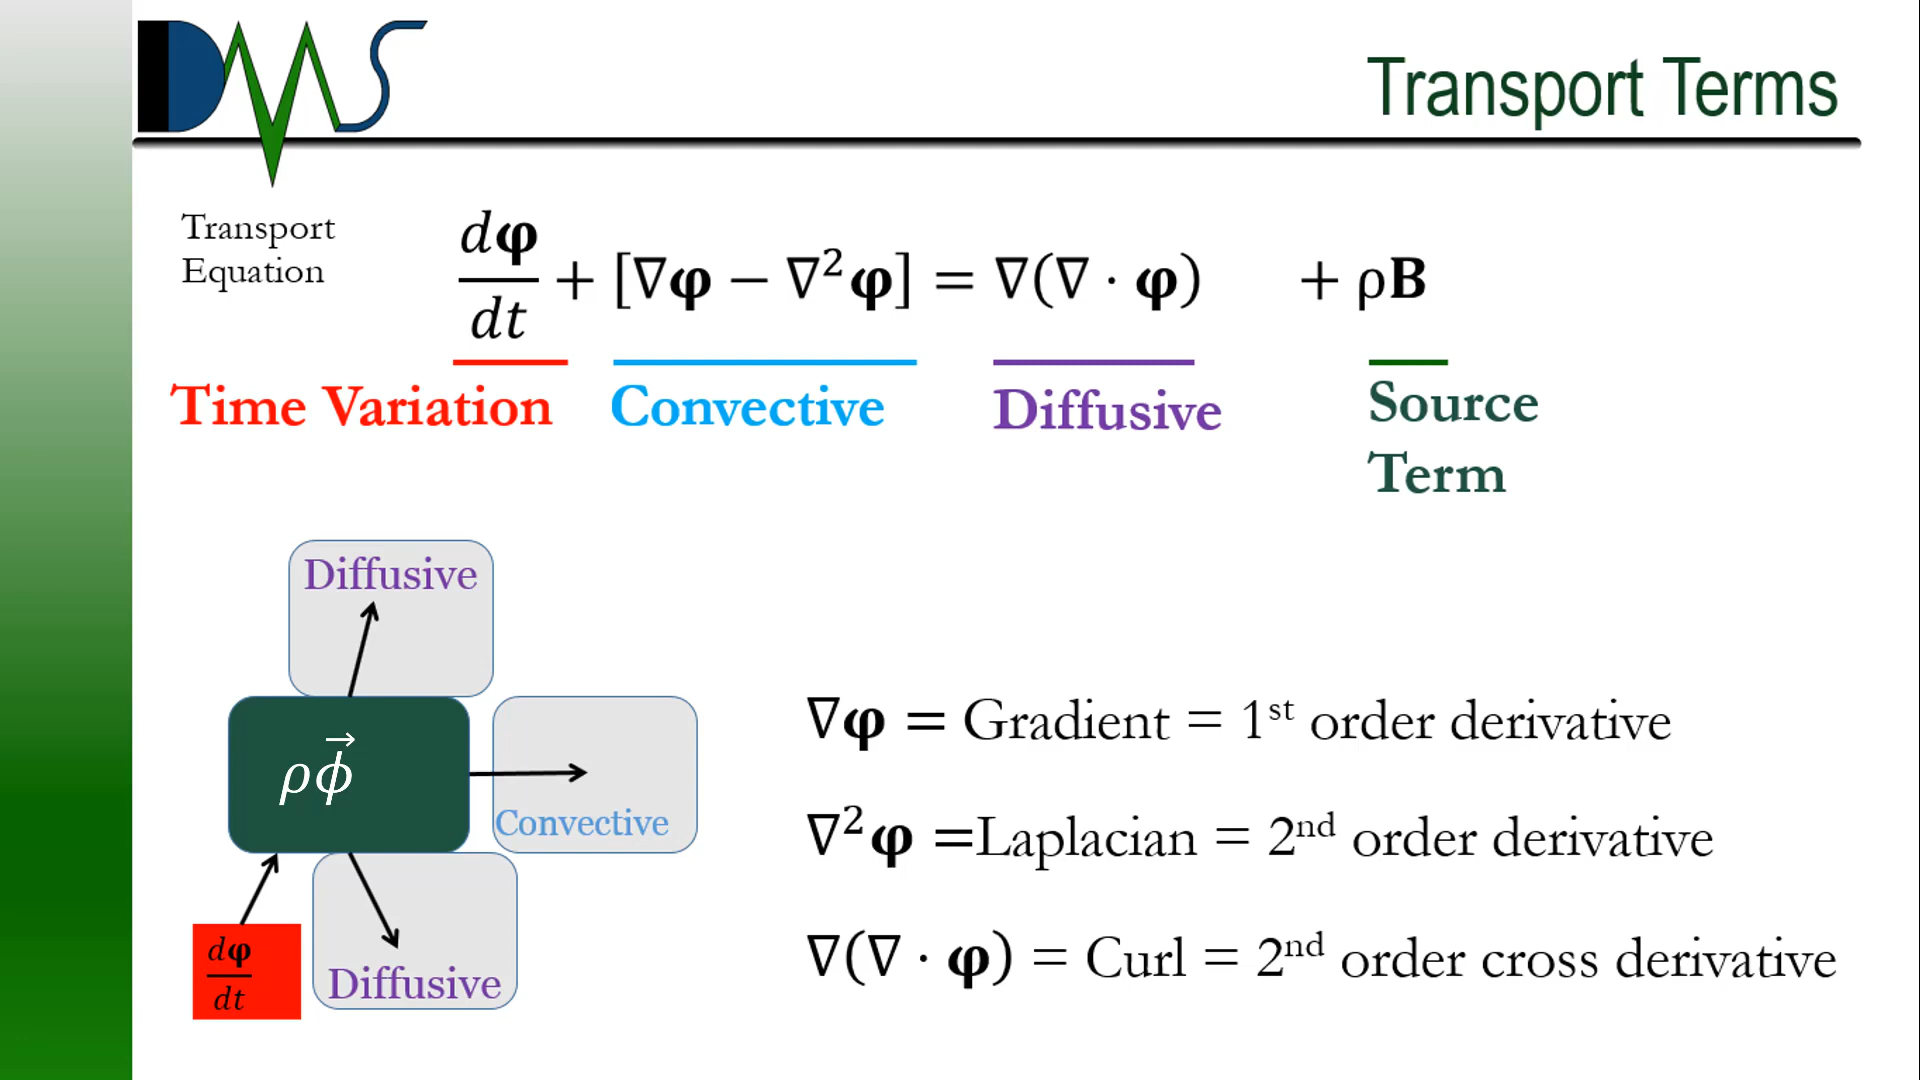 DMS
Transport Terms
Transport
Equation
d𝛗/dt + [∇𝛗 − ∇²𝛗] = ∇(∇ · 𝛗) + ρ𝐁
Time Variation
Convective
Diffusive
Source
Term
Diffusive
ρϕ⃗
Convective
d𝛗/dt
Diffusive
∇𝛗 = Gradient = 1st order derivative
∇²𝛗 =Laplacian = 2nd order derivative
∇(∇ · 𝛗) = Curl = 2nd order cross derivative